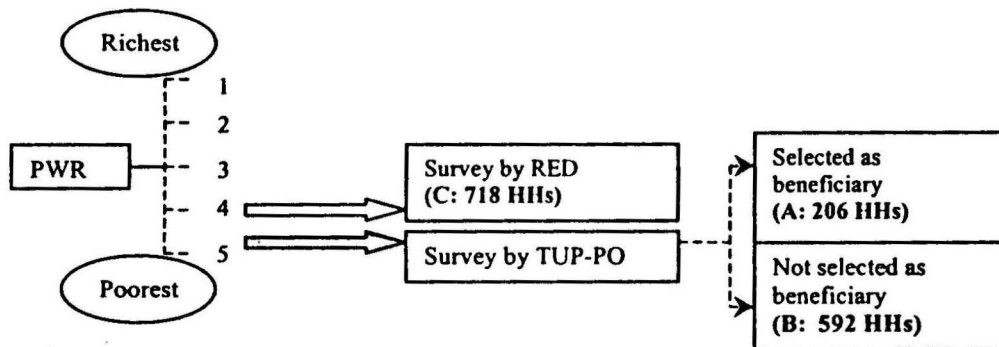 Richest
1
2
PWR
3
4
5
Poorest
Survey by RED
(C: 718 HHs)
Survey by TUP-PO
Selected as
beneficiary
(A: 206 HHs)
Not selected as
beneficiary
(B: 592 HHs)